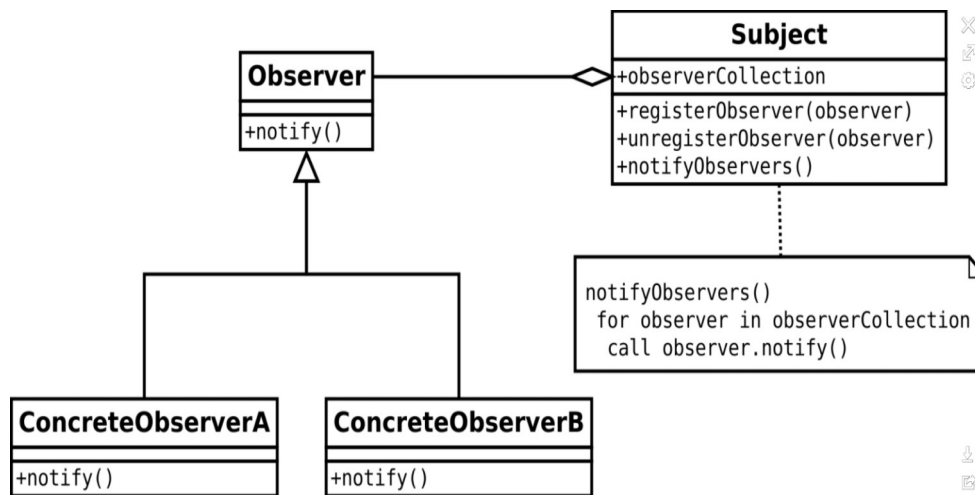 Observer
+notify()
Subject
+observerCollection
+registerObserver(observer)
+unregisterObserver(observer)
+notifyObservers()
notifyObservers()
for observer in observerCollection
call observer.notify()
ConcreteObserverA
+notify()
ConcreteObserverB
+notify()